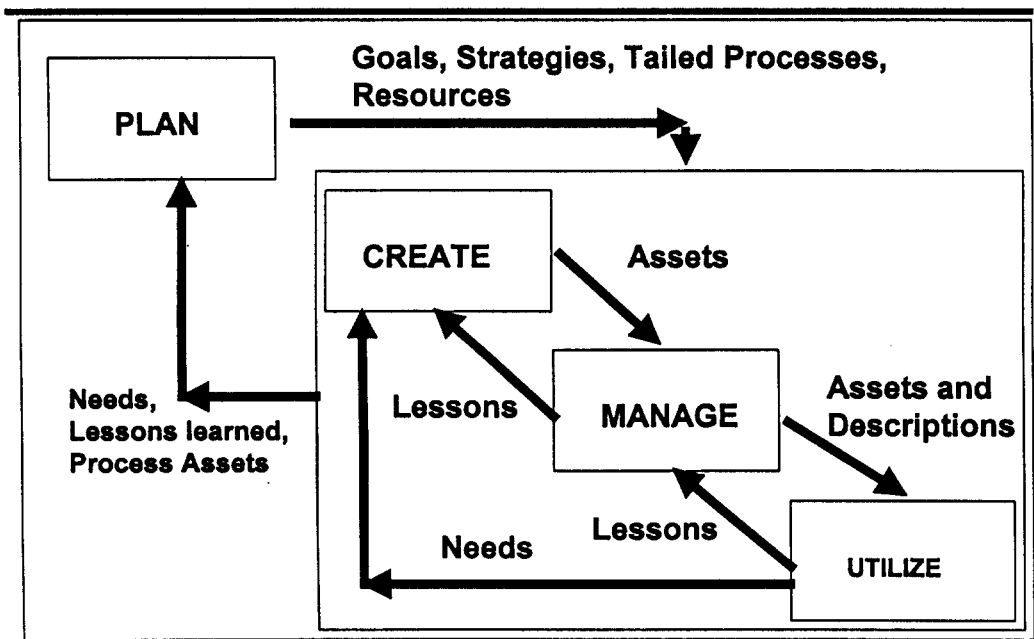 Goals, Strategies, Tailed Processes,
Resources
PLAN
CREATE
Assets
Needs,
Lessons learned,
Process Assets
Lessons
MANAGE
Assets and
Descriptions
Lessons
Needs
UTILIZE